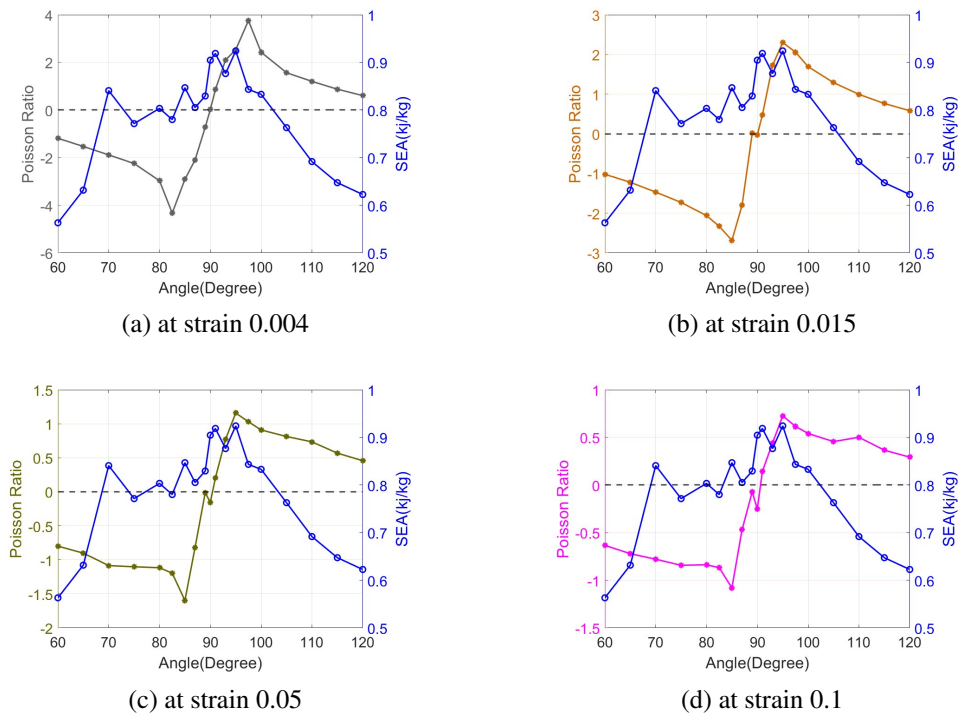 4
2
0
-2
-4
-6
Poisson Ratio
1
0.9
0.8
0.7
0.6
0.5
SEA(kj/kg)
60 70 80 90 100 110 120
Angle(Degree)
(a) at strain 0.004
3
2
1
0
-1
-2
-3
Poisson Ratio
1
0.9
0.8
0.7
0.6
0.5
SEA(kj/kg)
60 70 80 90 100 110 120
Angle(Degree)
(b) at strain 0.015
1.5
1
0.5
0
-0.5
-1
-1.5
-2
Poisson Ratio
1
0.9
0.8
0.7
0.6
0.5
SEA(kj/kg)
60 70 80 90 100 110 120
Angle(Degree)
(c) at strain 0.05
1
0.5
0
-0.5
-1
-1.5
Poisson Ratio
1
0.9
0.8
0.7
0.6
0.5
SEA(kj/kg)
60 70 80 90 100 110 120
Angle(Degree)
(d) at strain 0.1